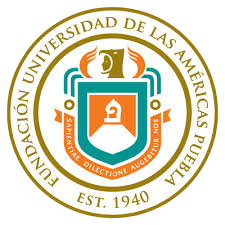 FUNDACIÓN UNIVERSIDAD DE LAS AMÉRICAS PUEBLA
SAPIENTIAE DILECTIONE AUGEBITUR NOS
EST. 1940